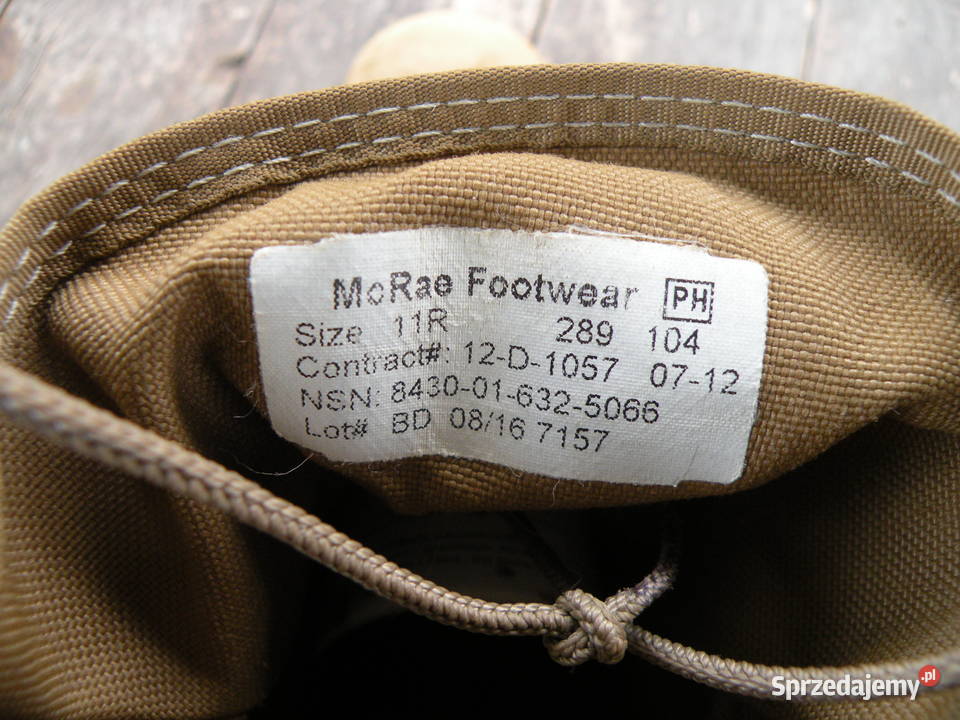 McRae Footwear PH
Size 11R 289 104
Contract#: 12-D-1057 07-12
NSN: 8430-01-632-5066
Lot# BD 08/16 7157
Sprzedajemy.pl